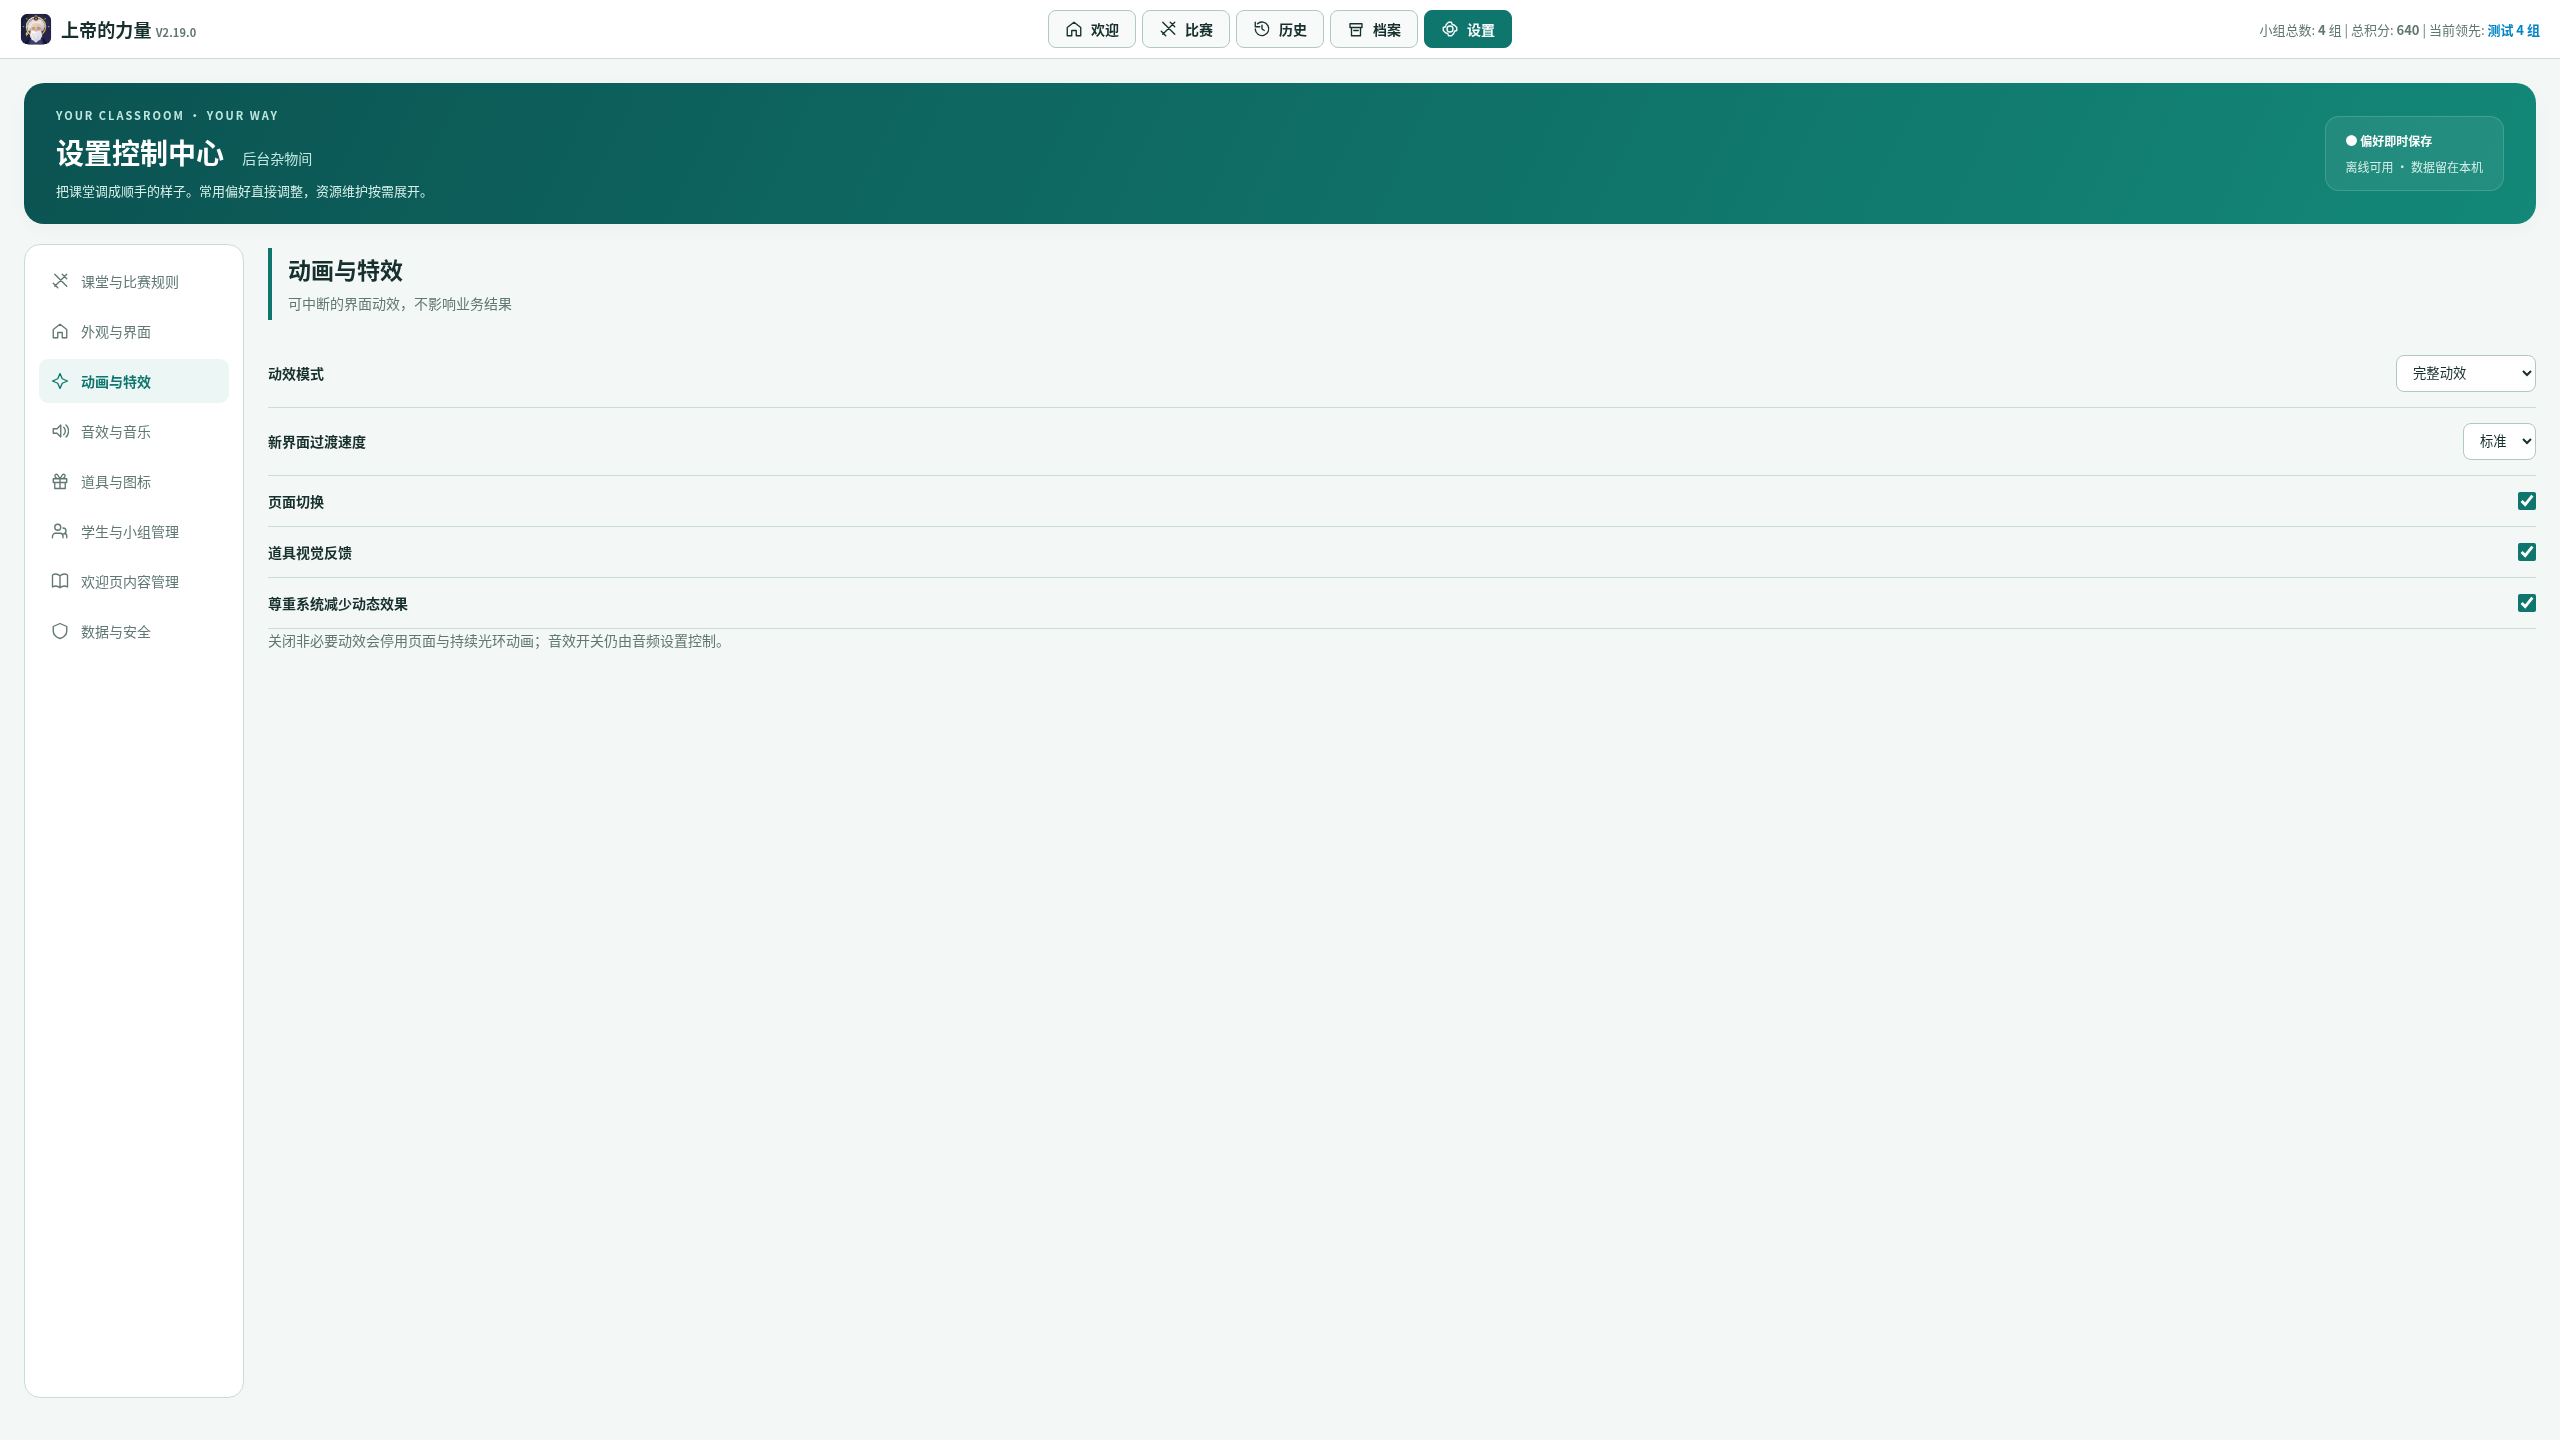 上帝的力量 V2.19.0
欢迎
比赛
历史
档案
设置
小组总数: 4 组 | 总积分: 640 | 当前领先: 测试 4 组
YOUR CLASSROOM · YOUR WAY
设置控制中心 后台杂物间
把课堂调成顺手的样子。常用偏好直接调整，资源维护按需展开。
偏好即时保存
离线可用 · 数据留在本机
课堂与比赛规则
外观与界面
动画与特效
音效与音乐
道具与图标
学生与小组管理
欢迎页内容管理
数据与安全
动画与特效
可中断的界面动效，不影响业务结果
动效模式
完整动效
新界面过渡速度
标准
页面切换
道具视觉反馈
尊重系统减少动态效果
关闭非必要动效会停用页面与持续光环动画；音效开关仍由音频设置控制。